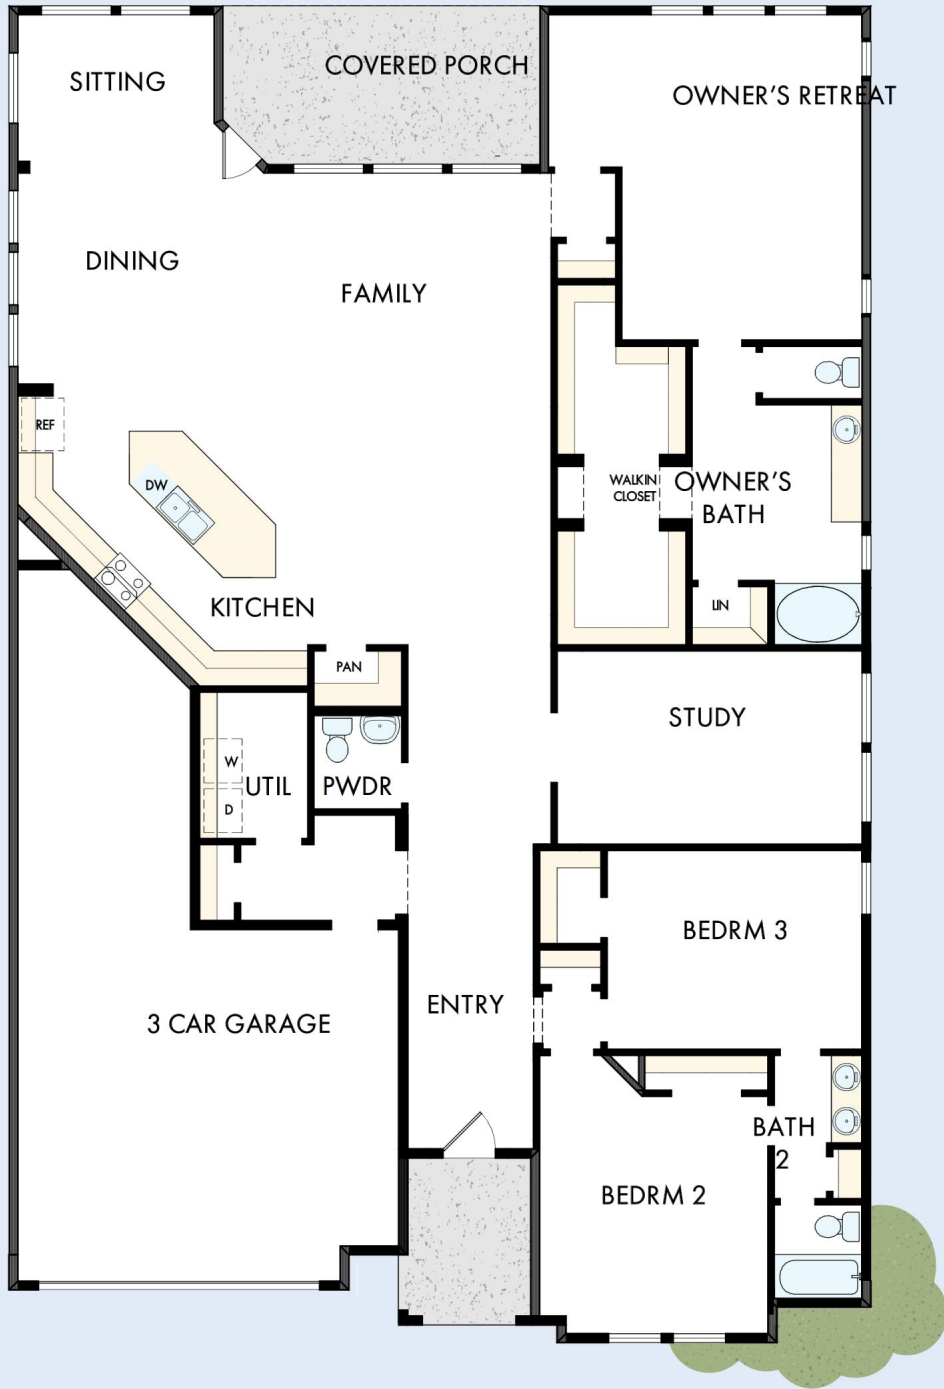 SITTING
COVERED PORCH
OWNER'S RETREAT
DINING
FAMILY
REF
DW
WALKIN
CLOSET
OWNER'S
BATH
KITCHEN
LIN
PAN
STUDY
W
UTIL
D
PWDR
BEDRM 3
ENTRY
3 CAR GARAGE
BATH
2
BEDRM 2